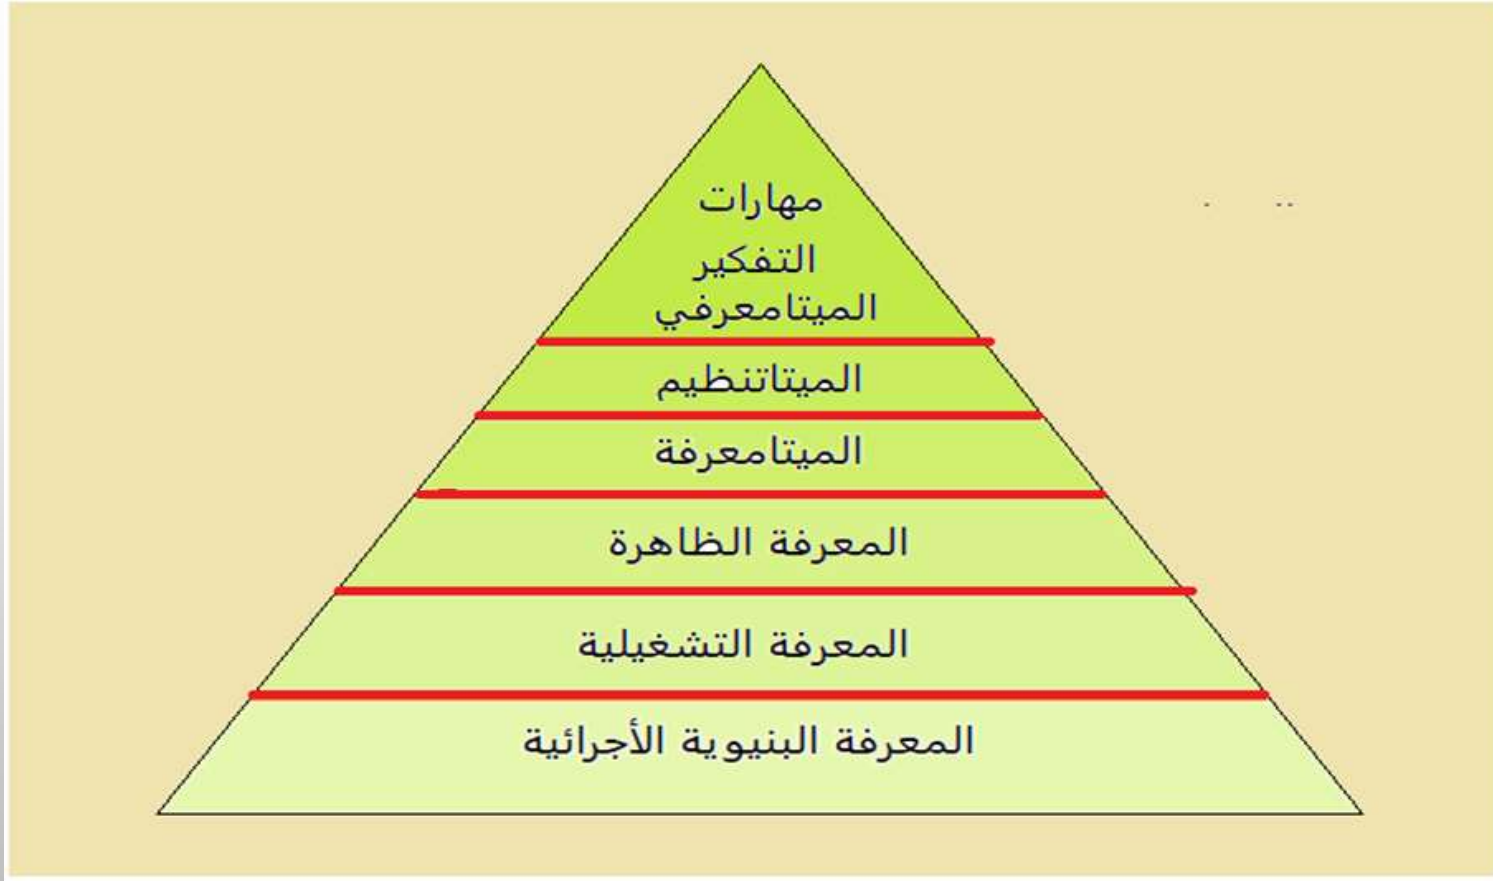 مهارات
التفكير
الميتامعرفي
الميتاتنظيم
الميتامعرفة
المعرفة الظاهرة
المعرفة التشغيلية
المعرفة البنيوية الأجرائية